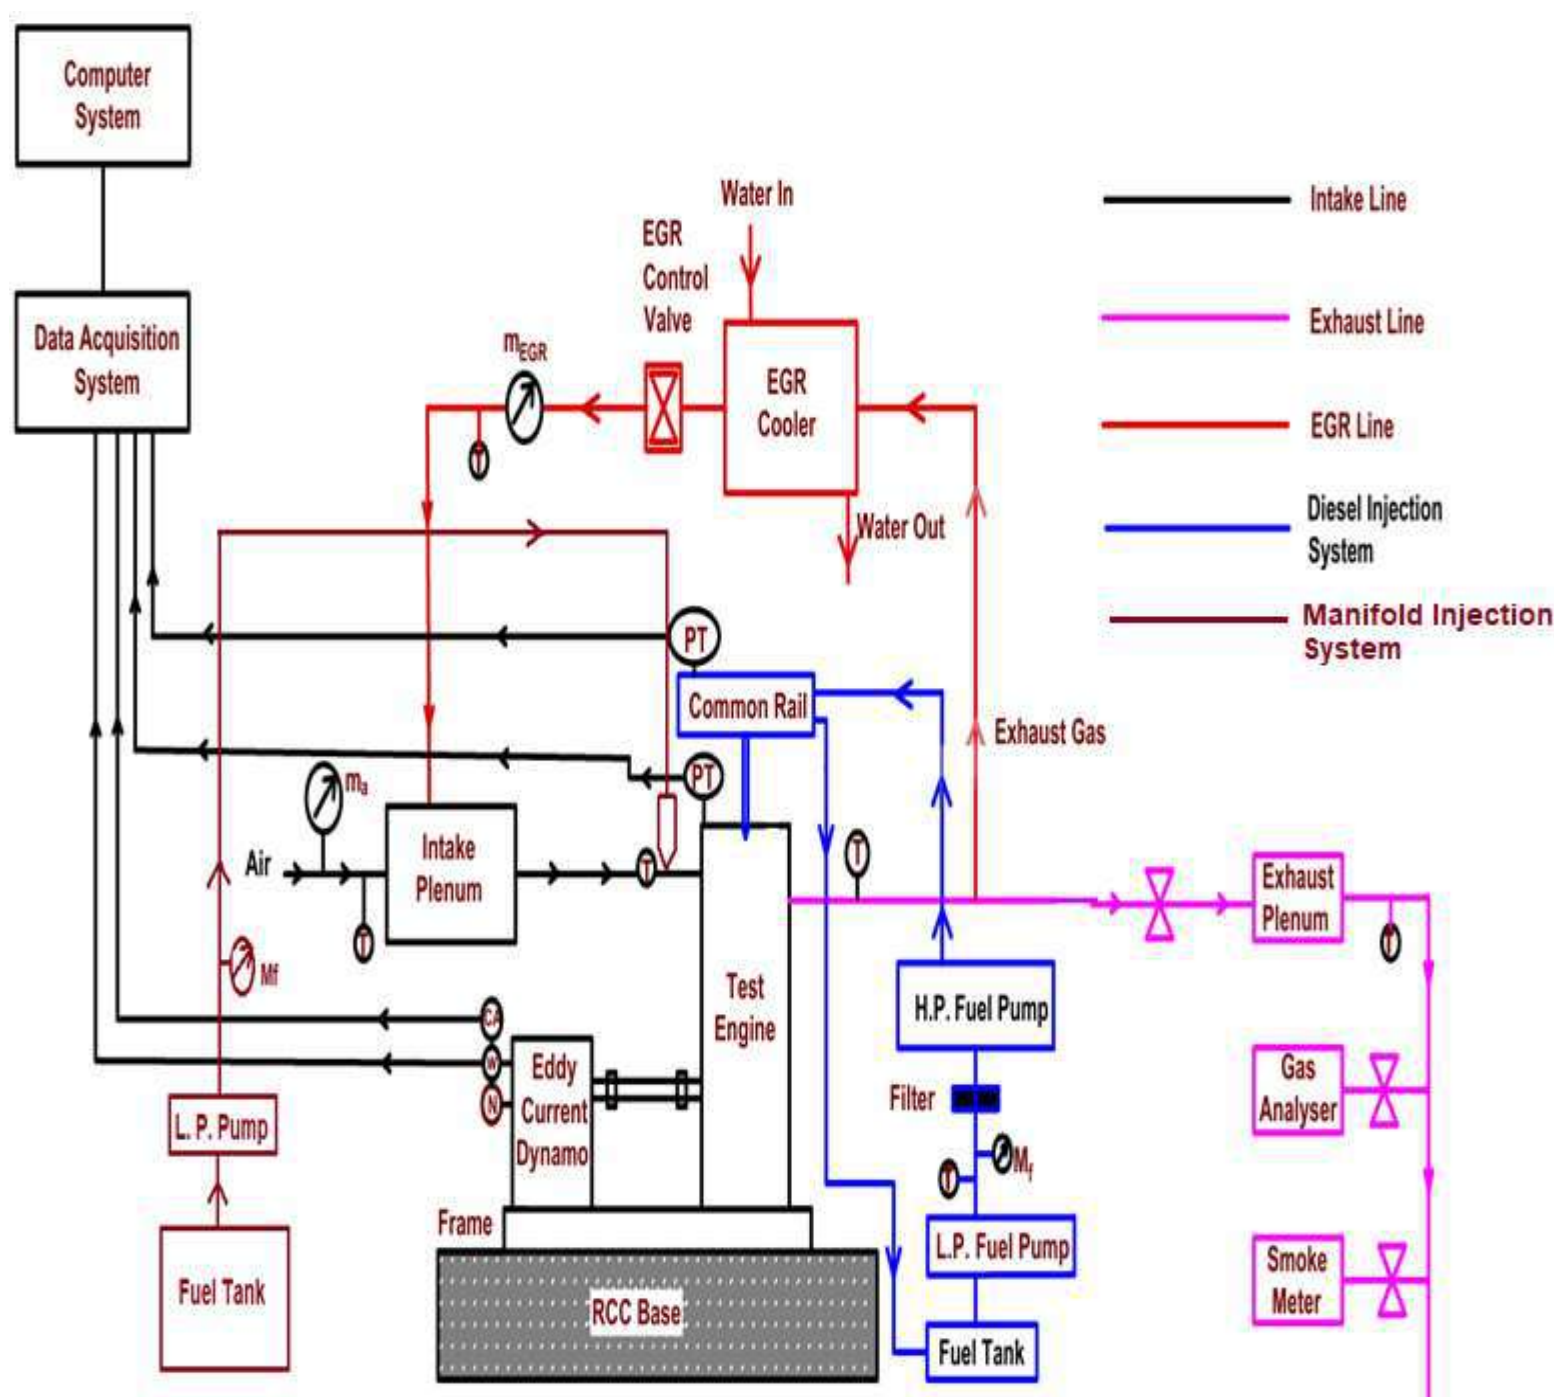 Computer
System
Data Acquisition
System
Water In
EGR
Control
Valve
mEGR
T
EGR
Cooler
Water Out
Intake Line
Exhaust Line
EGR Line
Diesel Injection
System
Manifold Injection
System
PT
Common Rail
PT
Exhaust Gas
ma
Air
Intake
Plenum
T
T
T
Mf
Test
Engine
H.P. Fuel Pump
Exhaust
Plenum
T
CA
W
N
Eddy
Current
Dynamo
Filter
T
Mf
L.P. Fuel Pump
Fuel Tank
Gas
Analyser
Smoke
Meter
L. P. Pump
Fuel Tank
Frame
RCC Base